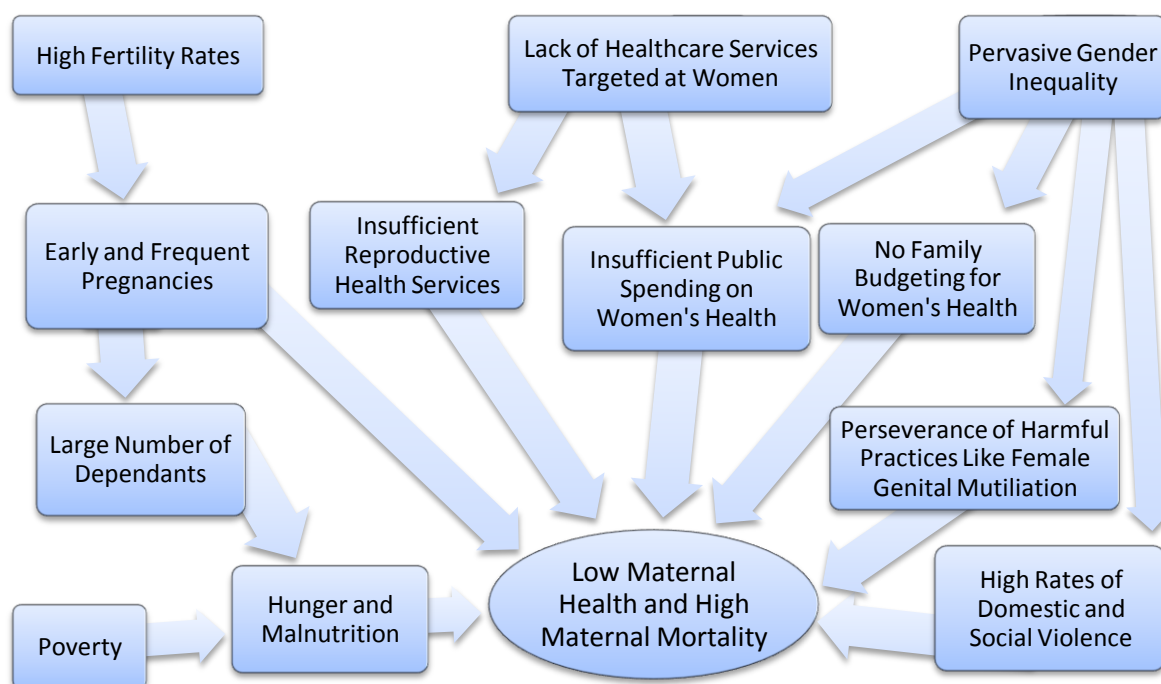 High Fertility Rates
Lack of Healthcare Services
Targeted at Women
Pervasive Gender
Inequality
Early and Frequent
Pregnancies
Insufficient
Reproductive
Health Services
Insufficient Public
Spending on
Women's Health
No Family
Budgeting for
Women's Health
Large Number of
Dependants
Perseverance of Harmful
Practices Like Female
Genital Mutiliation
Poverty
Hunger and
Malnutrition
Low Maternal
Health and High
Maternal Mortality
High Rates of
Domestic and
Social Violence